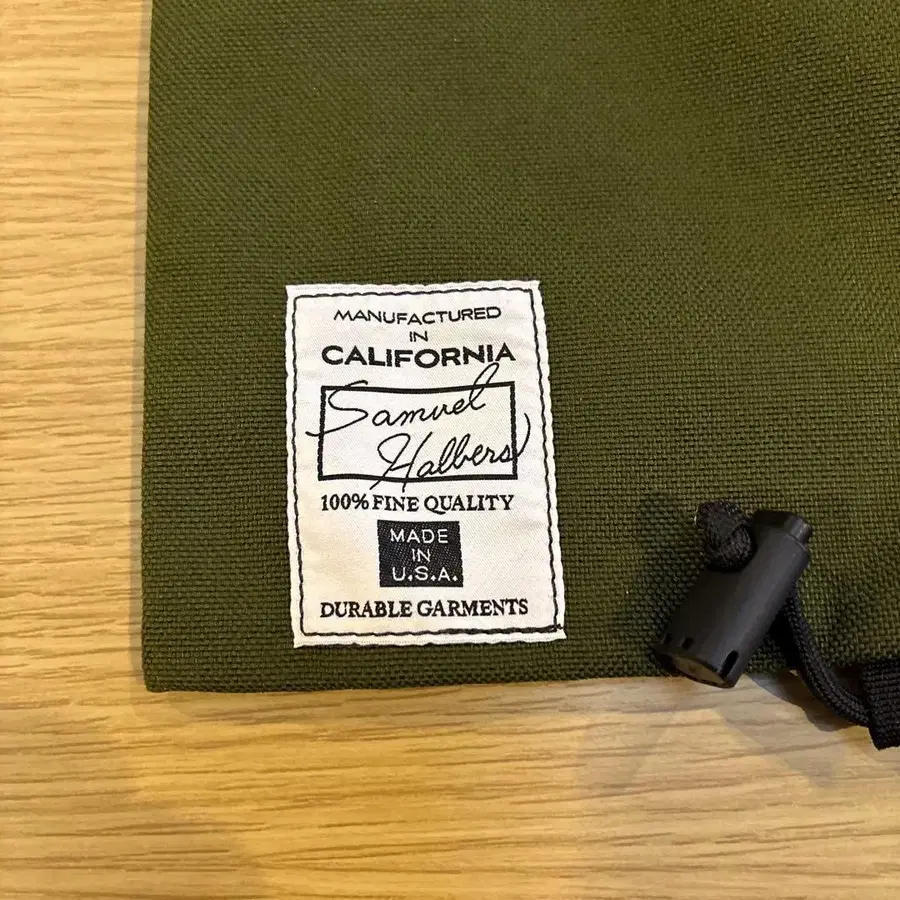 MANUFACTURED
IN
CALIFORNIA
Samuel
Halbers
100% FINE QUALITY
MADE
IN
U.S.A.
DURABLE GARMENTS